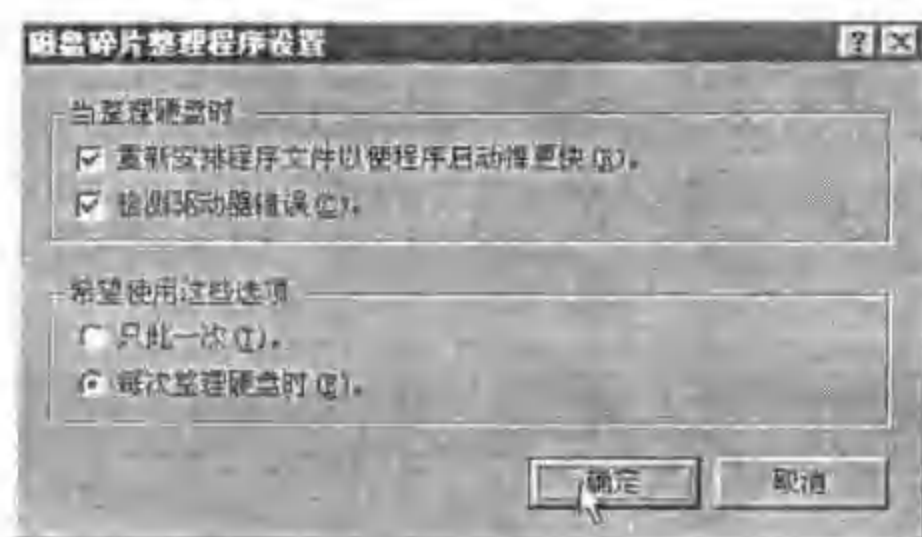 磁盘碎片整理程序设置
当整理硬盘时
重新安排程序文件以使程序启动得更快(R)。
检测驱动器错误(C)。
希望使用这些选项
只此一次(T)。
每次整理硬盘时(E)。
确定
取消